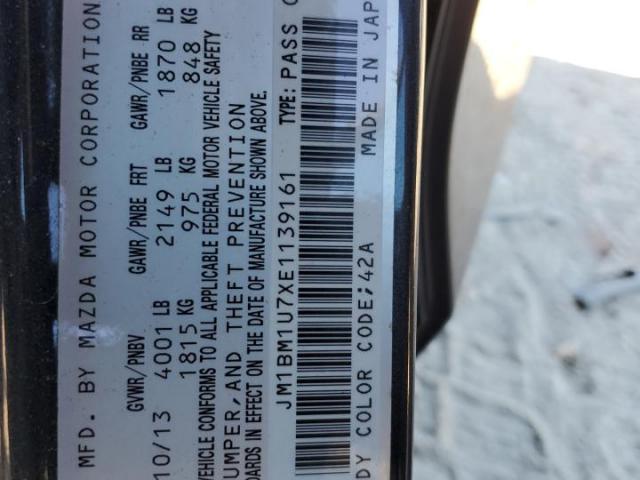 MFD. BY MAZDA MOTOR CORPORATION
GVWR/PNBV GAWR/PNBE FRT GAWR/PNBE RR
10/13 4001 LB 2149 LB 1870 LB
1815 KG 975 KG 848 KG
VEHICLE CONFORMS TO ALL APPLICABLE FEDERAL MOTOR VEHICLE SAFETY
UMPER, AND THEFT PREVENTION
DARDS IN EFFECT ON THE DATE OF MANUFACTURE SHOWN ABOVE.
JM1BM1U7XE1139161 TYPE: PASS C
DY COLOR CODE;42A MADE IN JAP